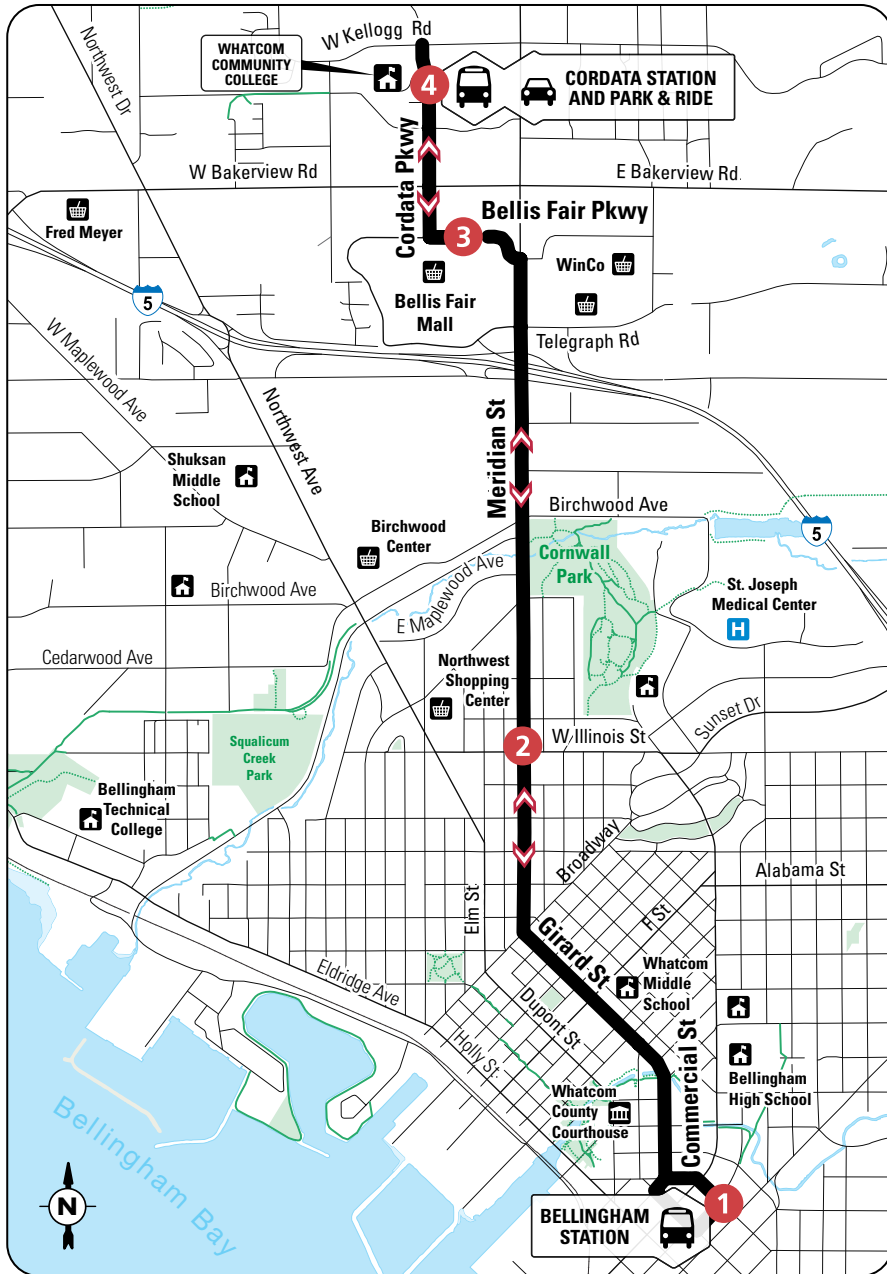 W Kellogg Rd
Northwest Dr
WHATCOM
COMMUNITY
COLLEGE
4
CORDATA STATION
AND PARK & RIDE
Cordata Pkwy
W Bakerview Rd
E Bakerview Rd
Fred Meyer
Bellis Fair Pkwy
3
WinCo
5
Bellis Fair
Mall
Telegraph Rd
W Maplewood Ave
Northwest Ave
Meridian St
Shuksan
Middle
School
Birchwood Ave
5
Birchwood
Center
Cornwall
Park
E Maplewood Ave
St. Joseph
Medical Center
H
Birchwood Ave
Cedarwood Ave
Northwest
Shopping
Center
Sunset Dr
W Illinois St
2
Squalicum
Creek
Park
Bellingham
Technical
College
Broadway
Alabama St
Elm St
F St
Girard St
Eldridge Ave
Whatcom
Middle
School
Dupont St
Holly St
Commercial St
Bellingham
High School
Whatcom
County
Courthouse
Bellingham Bay
N
1
BELLINGHAM
STATION